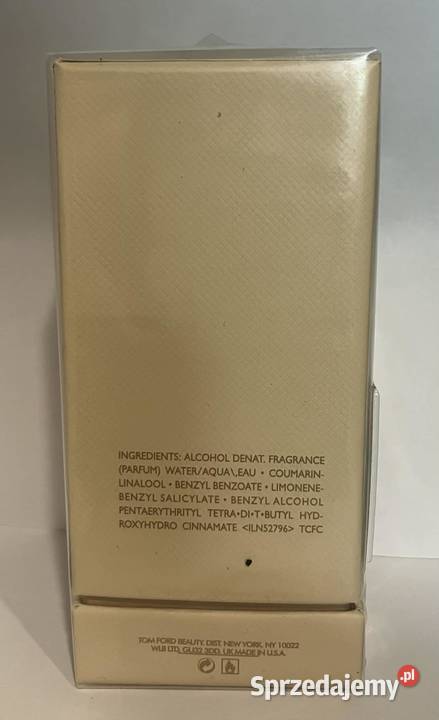 INGREDIENTS: ALCOHOL DENAT. FRAGRANCE
(PARFUM) WATER/AQUA\,EAU • COUMARIN-
LINALOOL • BENZYL BENZOATE • LIMONENE-
BENZYL SALICYLATE • BENZYL ALCOHOL
PENTAERYTHRITYL TETRA•DI•T•BUTYL HYD-
ROXYHYDRO CINNAMATE <ILN52796> TCFC
TOM FORD BEAUTY. DIST. NEW YORK, NY 10022
WIJI LTD, GU32 3DD, UK MADE IN U.S.A.
Sprzedajemy.pl